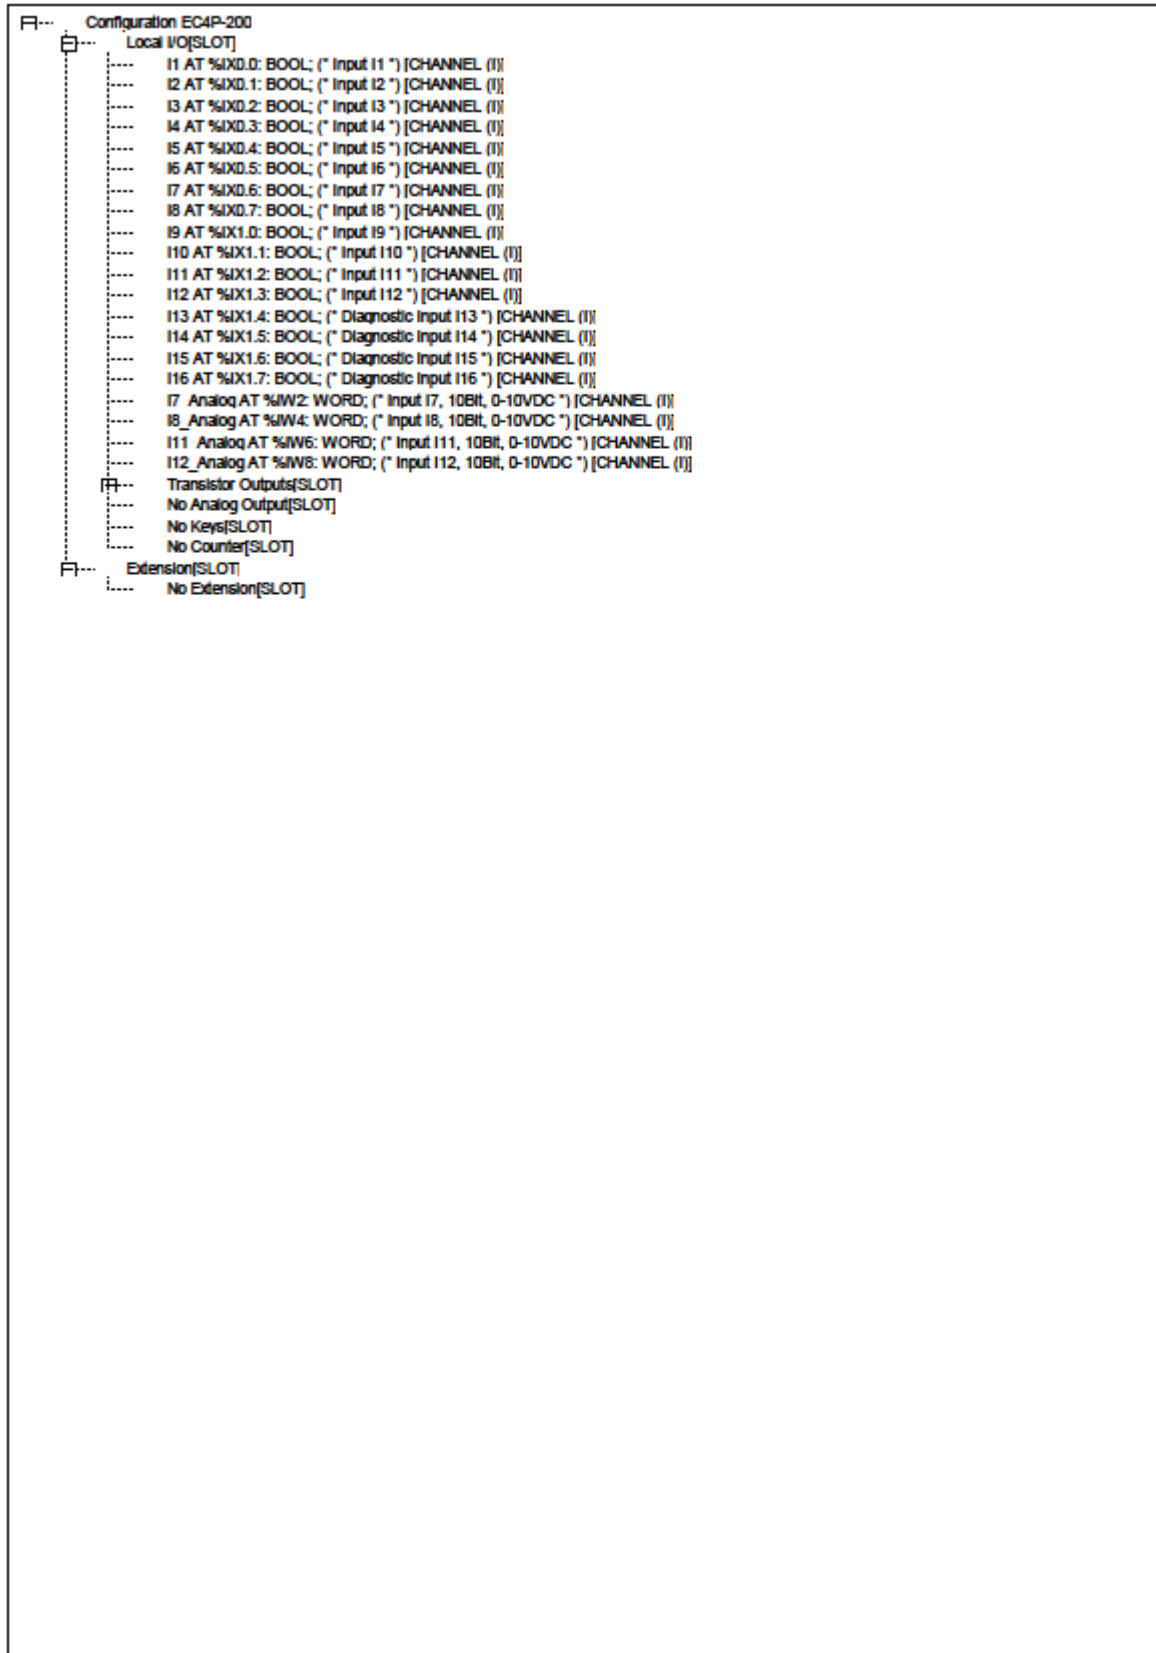 Configuration EC4P-200
Local I/O[SLOT]
I1 AT %IX0.0: BOOL; (* Input I1 *) [CHANNEL (I)]
I2 AT %IX0.1: BOOL; (* Input I2 *) [CHANNEL (I)]
I3 AT %IX0.2: BOOL; (* Input I3 *) [CHANNEL (I)]
I4 AT %IX0.3: BOOL; (* Input I4 *) [CHANNEL (I)]
I5 AT %IX0.4: BOOL; (* Input I5 *) [CHANNEL (I)]
I6 AT %IX0.5: BOOL; (* Input I6 *) [CHANNEL (I)]
I7 AT %IX0.6: BOOL; (* Input I7 *) [CHANNEL (I)]
I8 AT %IX0.7: BOOL; (* Input I8 *) [CHANNEL (I)]
I9 AT %IX1.0: BOOL; (* Input I9 *) [CHANNEL (I)]
I10 AT %IX1.1: BOOL; (* Input I10 *) [CHANNEL (I)]
I11 AT %IX1.2: BOOL; (* Input I11 *) [CHANNEL (I)]
I12 AT %IX1.3: BOOL; (* Input I12 *) [CHANNEL (I)]
I13 AT %IX1.4: BOOL; (* Diagnostic Input I13 *) [CHANNEL (I)]
I14 AT %IX1.5: BOOL; (* Diagnostic Input I14 *) [CHANNEL (I)]
I15 AT %IX1.6: BOOL; (* Diagnostic Input I15 *) [CHANNEL (I)]
I16 AT %IX1.7: BOOL; (* Diagnostic Input I16 *) [CHANNEL (I)]
I7_Analog AT %IW2: WORD; (* Input I7, 10Bit, 0-10VDC *) [CHANNEL (I)]
I8_Analog AT %IW4: WORD; (* Input I8, 10Bit, 0-10VDC *) [CHANNEL (I)]
I11_Analog AT %IW6: WORD; (* Input I11, 10Bit, 0-10VDC *) [CHANNEL (I)]
I12_Analog AT %IW8: WORD; (* Input I12, 10Bit, 0-10VDC *) [CHANNEL (I)]
Transistor Outputs[SLOT]
No Analog Output[SLOT]
No Keys[SLOT]
No Counter[SLOT]
Extension[SLOT]
No Extension[SLOT]